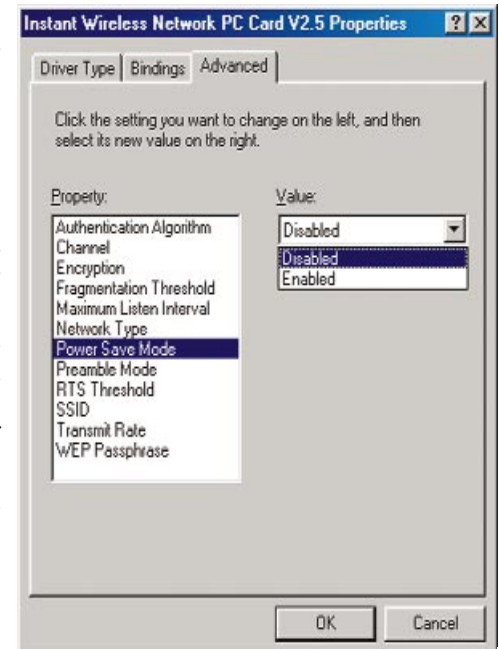 Instant Wireless Network PC Card V2.5 Properties
Driver Type Bindings Advanced
Click the setting you want to change on the left, and then
select its new value on the right.
Property:
Authentication Algorithm
Channel
Encryption
Fragmentation Threshold
Maximum Listen Interval
Network Type
Power Save Mode
Preamble Mode
RTS Threshold
SSID
Transmit Rate
WEP Passphrase
Value:
Disabled
Disabled
Enabled
OK Cancel